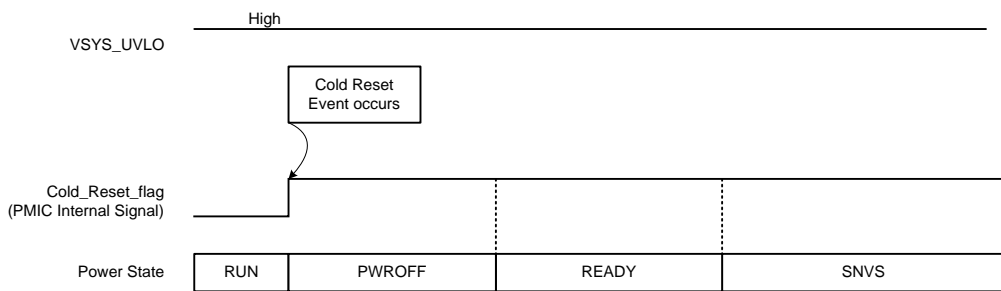 High
VSYS_UVLO
Cold Reset
Event occurs
Cold_Reset_flag
(PMIC Internal Signal)
Power State
RUN
PWROFF
READY
SNVS